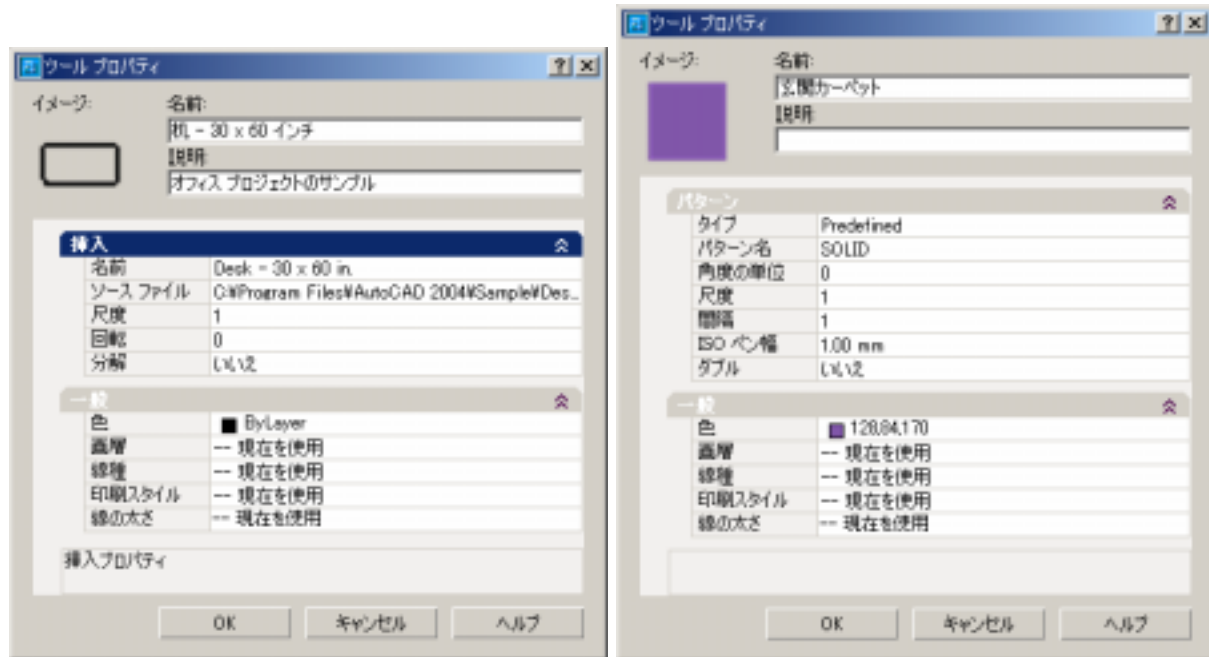 ツール プロパティ
イメージ:
名前:
机 - 30 x 60 インチ
説明:
オフィス プロジェクトのサンプル
挿入
名前 Desk - 30 x 60 in.
ソース ファイル C:¥Program Files¥AutoCAD 2004¥Sample¥Des...
尺度 1
回転 0
分解 いいえ
一般
色 ByLayer
画層 -- 現在を使用
線種 -- 現在を使用
印刷スタイル -- 現在を使用
線の太さ -- 現在を使用
挿入プロパティ
OK キャンセル ヘルプ
ツール プロパティ
イメージ:
名前:
玄関カーペット
説明:
パターン
タイプ Predefined
パターン名 SOLID
角度の単位 0
尺度 1
間隔 1
ISO ペン幅 1.00 mm
ダブル いいえ
一般
色 128,84,170
画層 -- 現在を使用
線種 -- 現在を使用
印刷スタイル -- 現在を使用
線の太さ -- 現在を使用
OK キャンセル ヘルプ